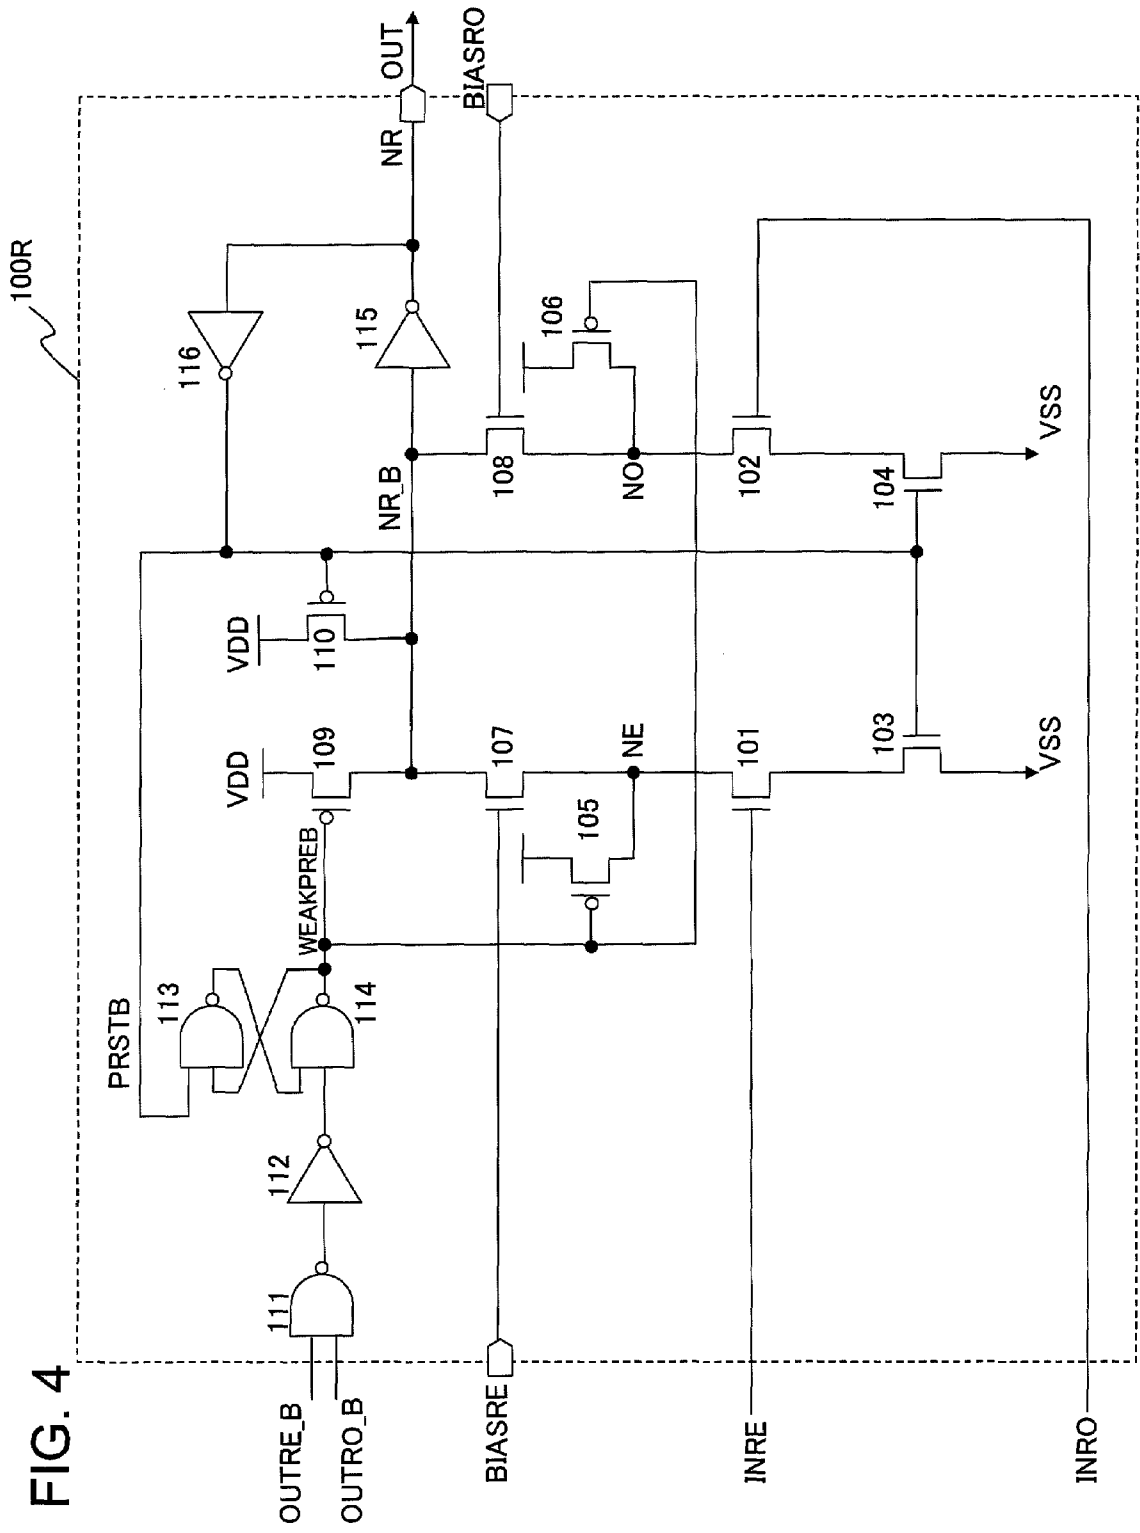 FIG. 4
100R
OUTRE_B
OUTRO_B
111
112
PRSTB
113
114
WEAKPREB
VDD
109
VDD
110
116
115
NR
OUT
NR_B
BIASRE
BIASRO
107
108
105
106
NE
NO
INRE
101
102
103
104
VSS
VSS
INRO